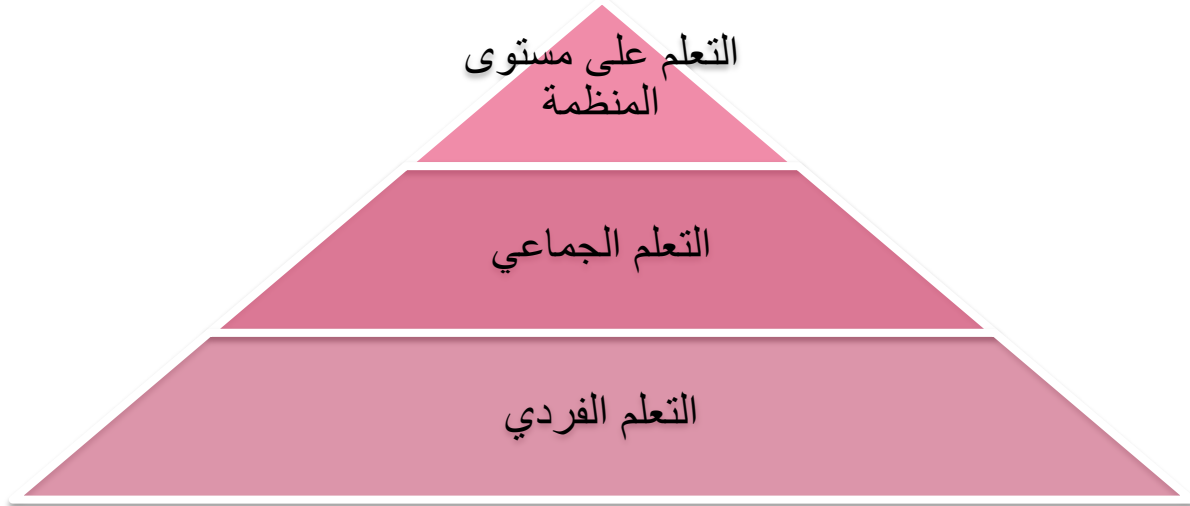 التعلم على مستوى
المنظمة
التعلم الجماعي
التعلم الفردي